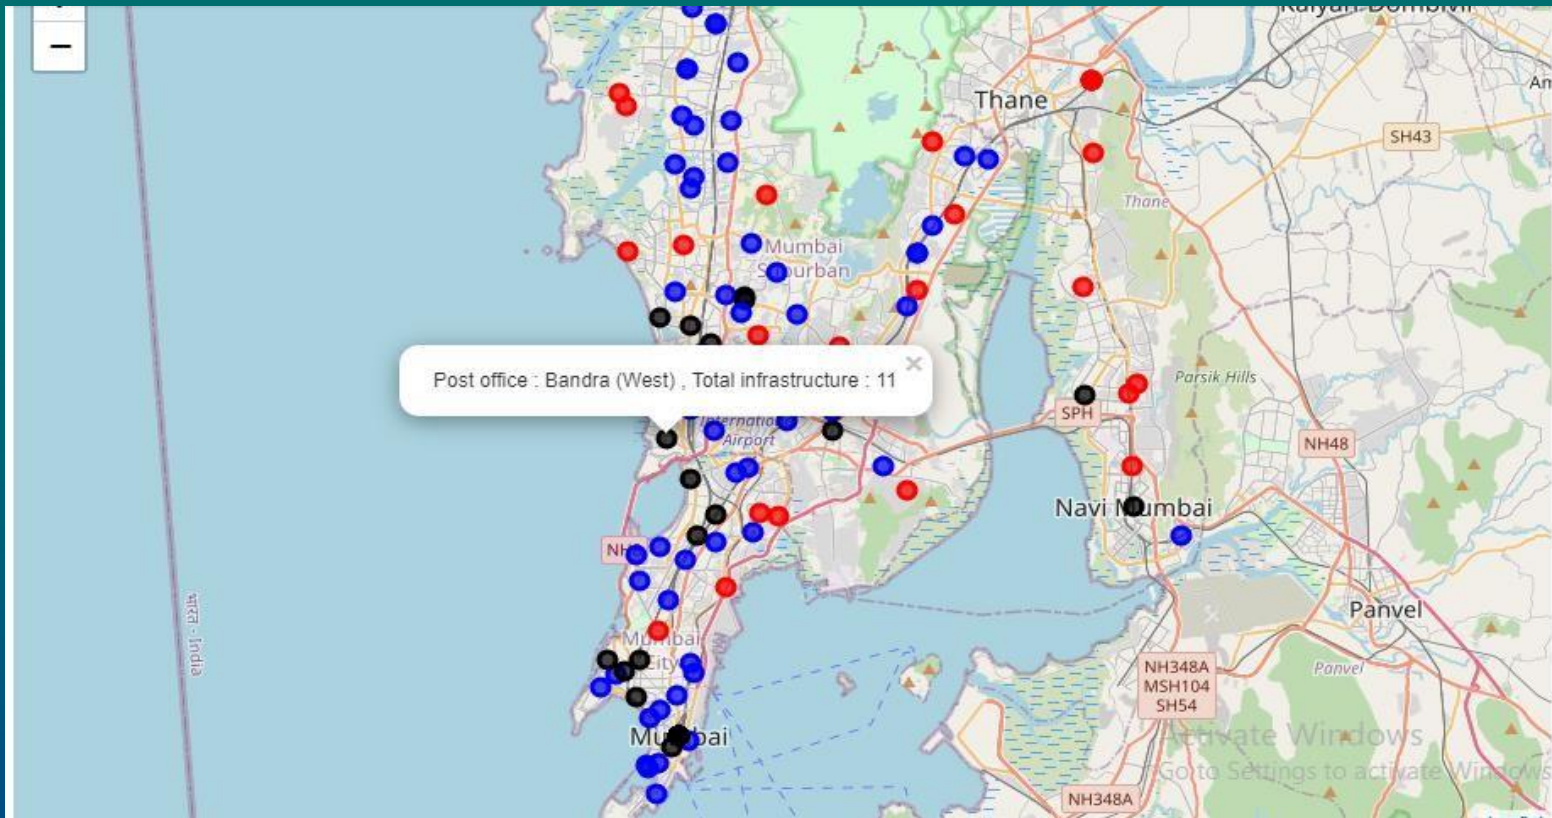 −
Kalyan-Dombivli
Thane
SH43
Thane
Mumbai
Suburban
×
Post office : Bandra (West) , Total infrastructure : 11
Parsik Hills
SPH
International
Airport
NH48
Navi Mumbai
Panvel
भारत - India
Mumbai
City
NH348A
MSH104
SH54
Panvel
Mumbai
Activate Windows
Go to Settings to activate Windows
NH348A